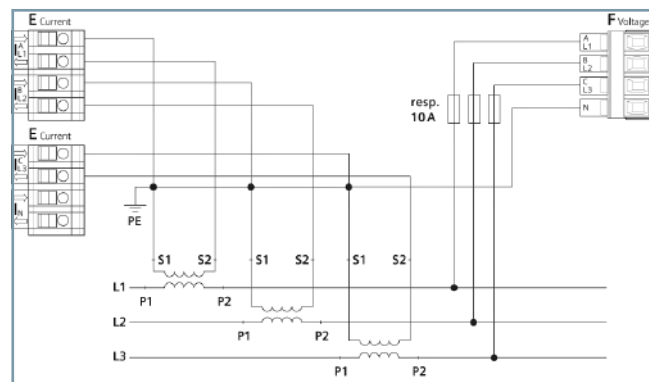 E Current
F Voltage
I A L1
I B L2
E Current
I C L3
I N
A L1
B L2
C L3
N
resp. 10A
PE
S1 S2 S1 S2 S1 S2
L1 P1 P2
L2 P1 P2
L3 P1 P2